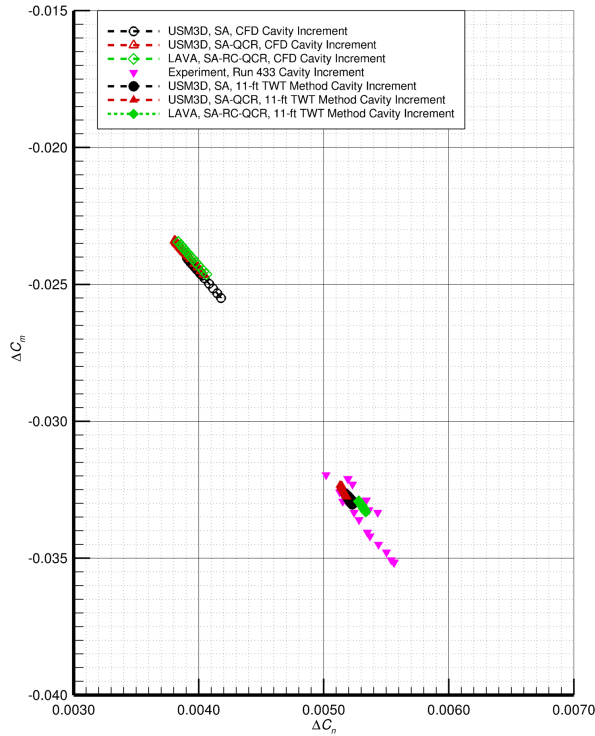 -0.015
USM3D, SA, CFD Cavity Increment
USM3D, SA-QCR, CFD Cavity Increment
LAVA, SA-RC-QCR, CFD Cavity Increment
Experiment, Run 433 Cavity Increment
USM3D, SA, 11-ft TWT Method Cavity Increment
USM3D, SA-QCR, 11-ft TWT Method Cavity Increment
LAVA, SA-RC-QCR, 11-ft TWT Method Cavity Increment
-0.020
-0.025
ΔCm
-0.030
-0.035
-0.040
0.0030 0.0040 0.0050 0.0060 0.0070
ΔCn